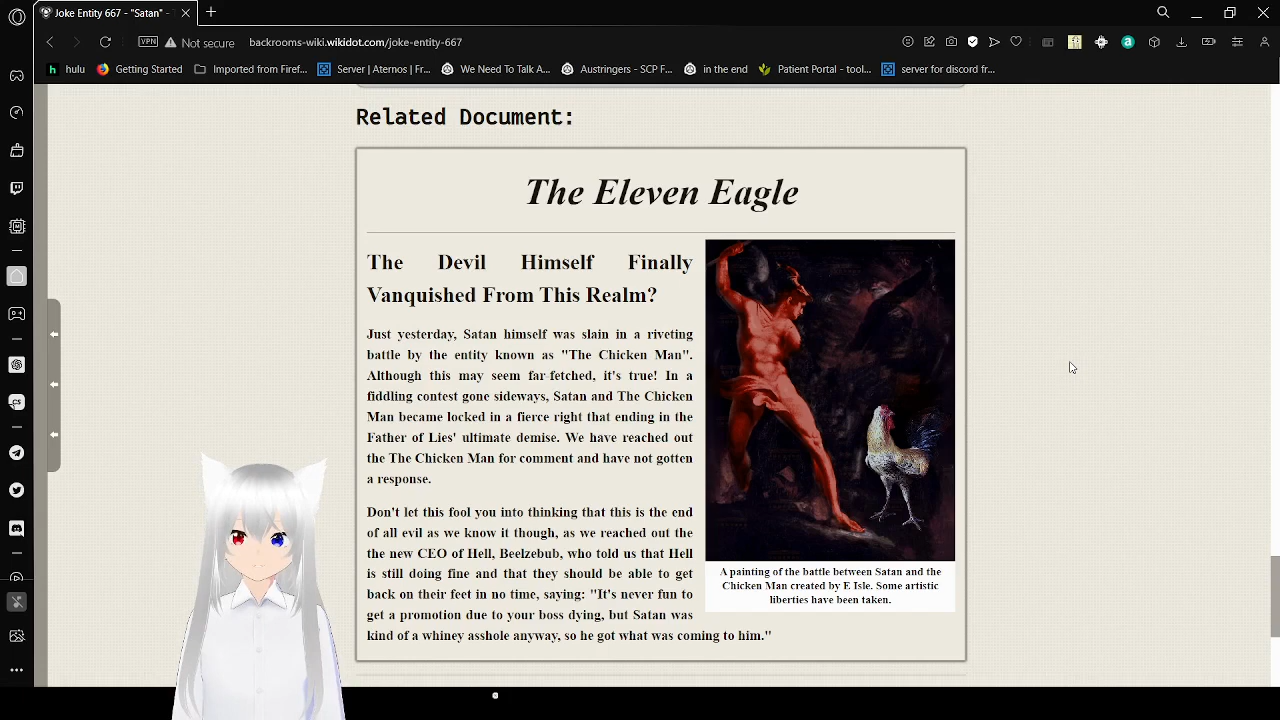 Joke Entity 667 - "Satan" -
VPN
Not secure
backrooms-wiki.wikidot.com/joke-entity-667
hulu
Getting Started
Imported from Firef...
Server | Aternos | Fr...
We Need To Talk A...
Austringers - SCP F...
in the end
Patient Portal - tool...
server for discord fr...
Related Document:
The Eleven Eagle
The Devil Himself Finally
Vanquished From This Realm?
Just yesterday, Satan himself was slain in a riveting
battle by the entity known as "The Chicken Man".
Although this may seem far-fetched, it's true! In a
fiddling contest gone sideways, Satan and The Chicken
Man became locked in a fierce right that ending in the
Father of Lies' ultimate demise. We have reached out
the The Chicken Man for comment and have not gotten
a response.
Don't let this fool you into thinking that this is the end
of all evil as we know it though, as we reached out the
the new CEO of Hell, Beelzebub, who told us that Hell
is still doing fine and that they should be able to get
back on their feet in no time, saying: "It's never fun to
get a promotion due to your boss dying, but Satan was
kind of a whiney asshole anyway, so he got what was coming to him."
A painting of the battle between Satan and the
Chicken Man created by E Isle. Some artistic
liberties have been taken.